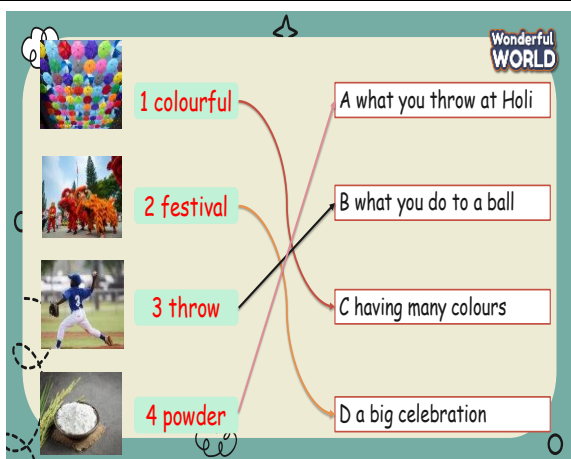 Wonderful
WORLD
1 colourful
A what you throw at Holi
2 festival
B what you do to a ball
3 throw
C having many colours
4 powder
D a big celebration